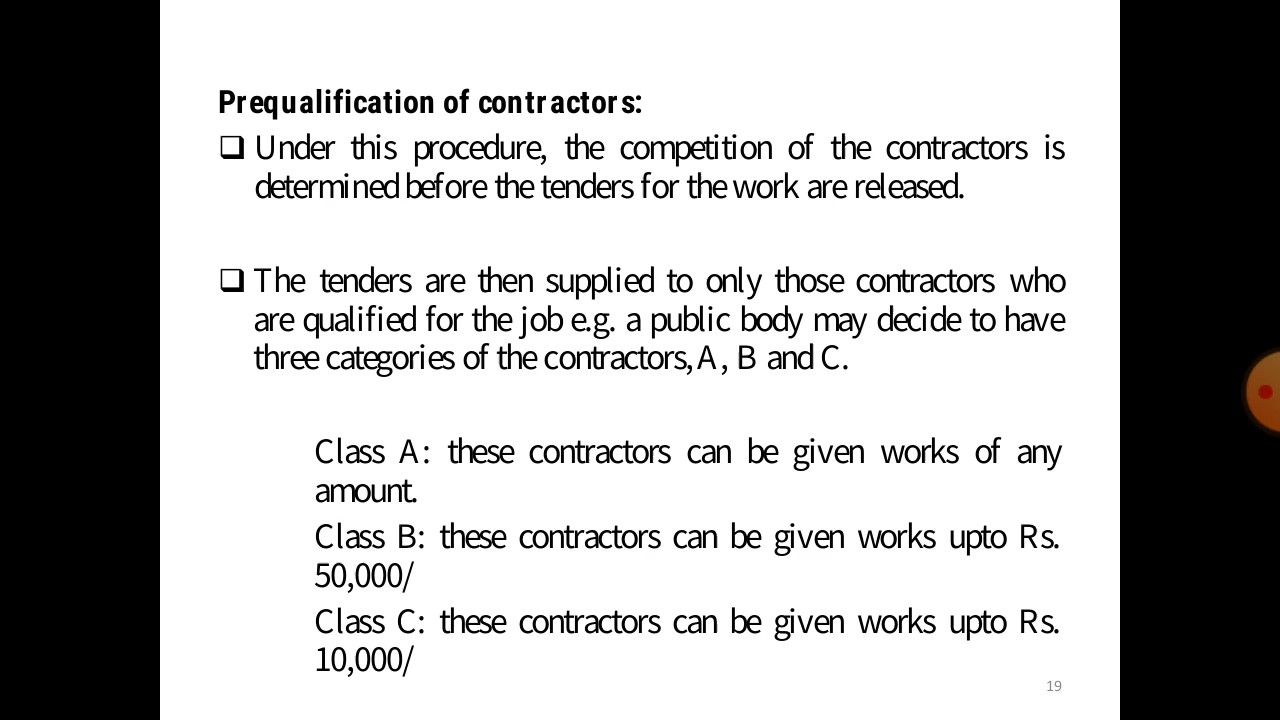 Prequalification of contractors:
❑ Under this procedure, the competition of the contractors is
determined before the tenders for the work are released.
❑ The tenders are then supplied to only those contractors who
are qualified for the job e.g. a public body may decide to have
three categories of the contractors, A , B and C.
Class A: these contractors can be given works of any
amount.
Class B: these contractors can be given works upto Rs.
50,000/
Class C: these contractors can be given works upto Rs.
10,000/
19